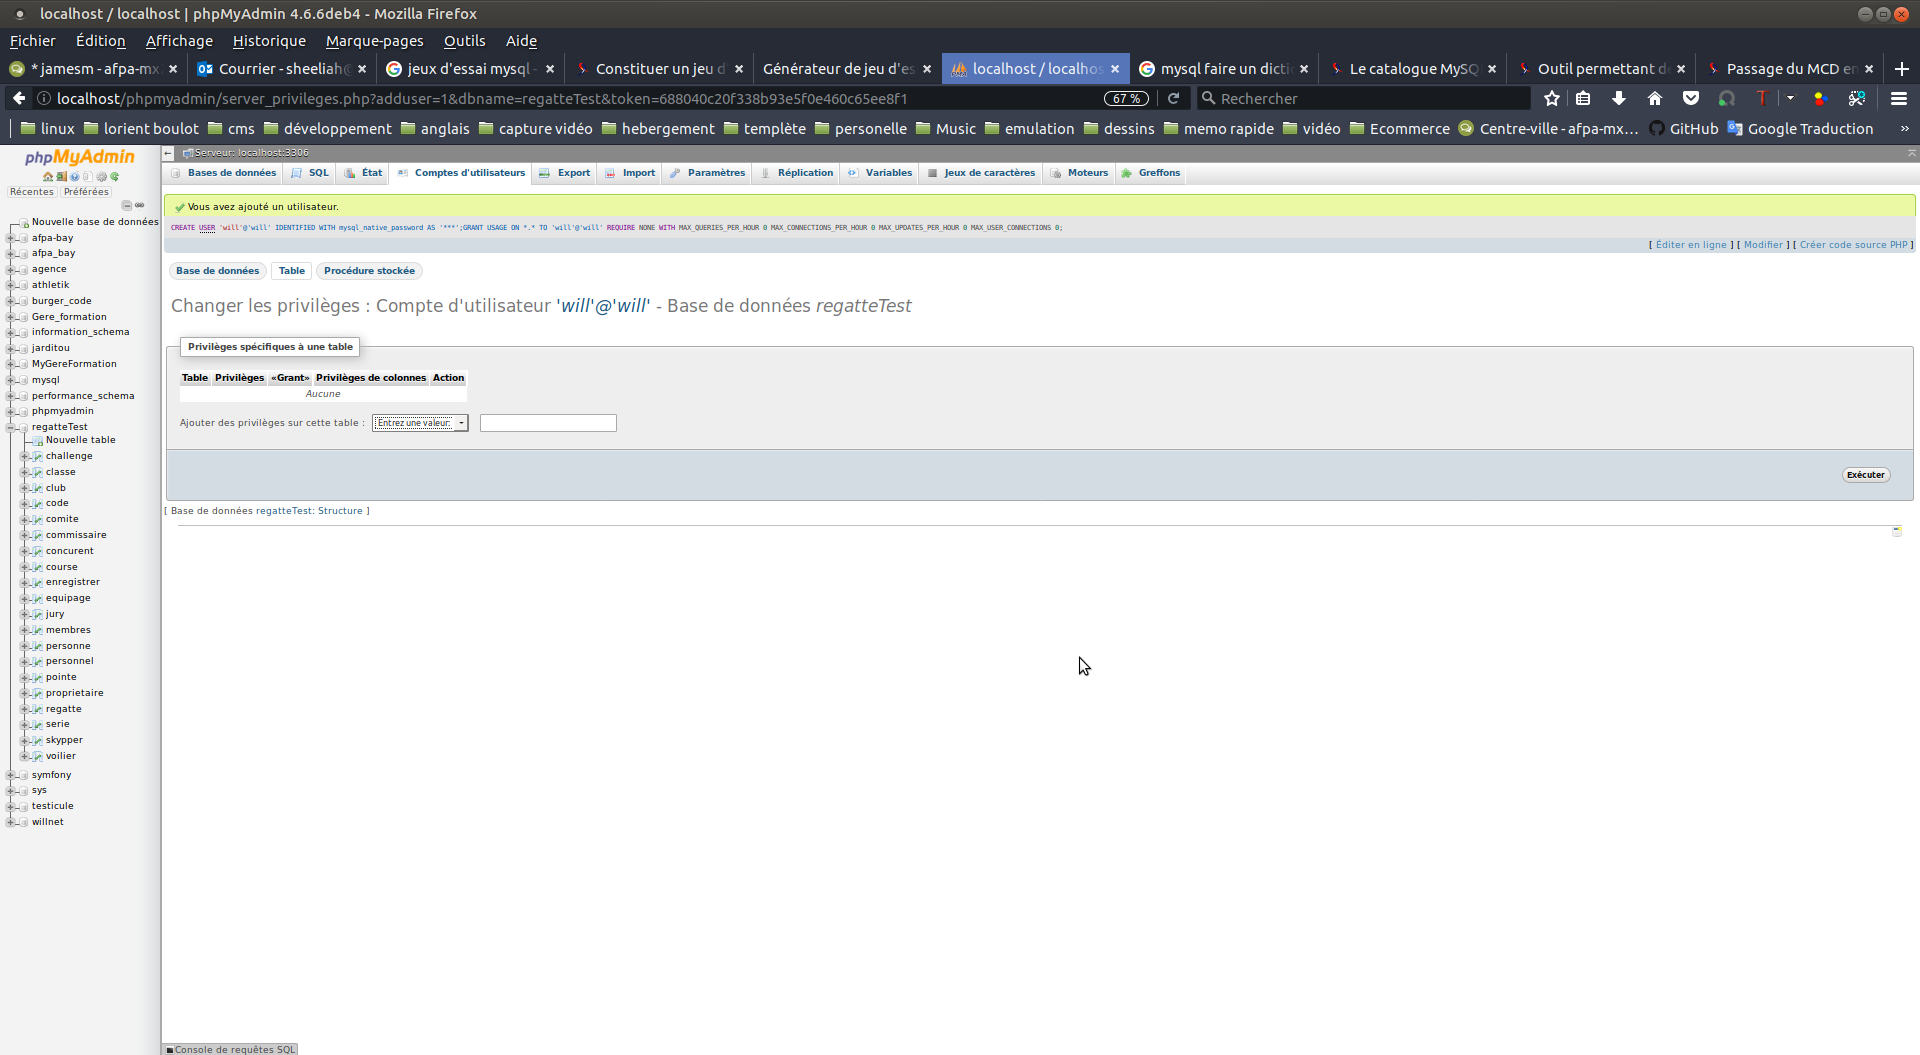 localhost / localhost | phpMyAdmin 4.6.6deb4 - Mozilla Firefox
Fichier Édition Affichage Historique Marque-pages Outils Aide
* jamesm - afpa-mx Courrier - sheeliah@ jeux d'essai mysql - Constituer un jeu d Générateur de jeu d'es localhost / localhos mysql faire un dicti Le catalogue MySQ Outil permettant d Passage du MCD en
localhost/phpmyadmin/server_privileges.php?adduser=1&dbname=regatteTest&token=688040c20f338b93e5f0e460c65ee8f1 67 % Rechercher
linux lorient boulot cms développement anglais capture vidéo hebergement templète personelle Music emulation dessins memo rapide vidéo Ecommerce Centre-ville - afpa-mx... GitHub Google Traduction »
phpMyAdmin
Récentes Préférées
Nouvelle base de données
afpa-bay
afpa_bay
agence
athletik
burger_code
Gere_formation
information_schema
jarditou
MyGereFormation
mysql
performance_schema
phpmyadmin
regatteTest
Nouvelle table
challenge
classe
club
code
comite
commissaire
concurent
course
enregistrer
equipage
jury
membres
personne
personnel
pointe
proprietaire
regatte
serie
skypper
voilier
symfony
sys
testicule
willnet
Serveur: localhost:3306
Bases de données SQL État Comptes d'utilisateurs Export Import Paramètres Réplication Variables Jeux de caractères Moteurs Greffons
Vous avez ajouté un utilisateur.
CREATE USER 'will'@'will' IDENTIFIED WITH mysql_native_password AS '***';GRANT USAGE ON *.* TO 'will'@'will' REQUIRE NONE WITH MAX_QUERIES_PER_HOUR 0 MAX_CONNECTIONS_PER_HOUR 0 MAX_UPDATES_PER_HOUR 0 MAX_USER_CONNECTIONS 0;
[ Éditer en ligne ] [ Modifier ] [ Créer code source PHP ]
Base de données Table Procédure stockée
Changer les privilèges : Compte d'utilisateur 'will'@'will' - Base de données regatteTest
Privilèges spécifiques à une table
Table Privilèges «Grant» Privilèges de colonnes Action
Aucune
Ajouter des privilèges sur cette table : Entrez une valeur:
Exécuter
[ Base de données regatteTest: Structure ]
Console de requêtes SQL